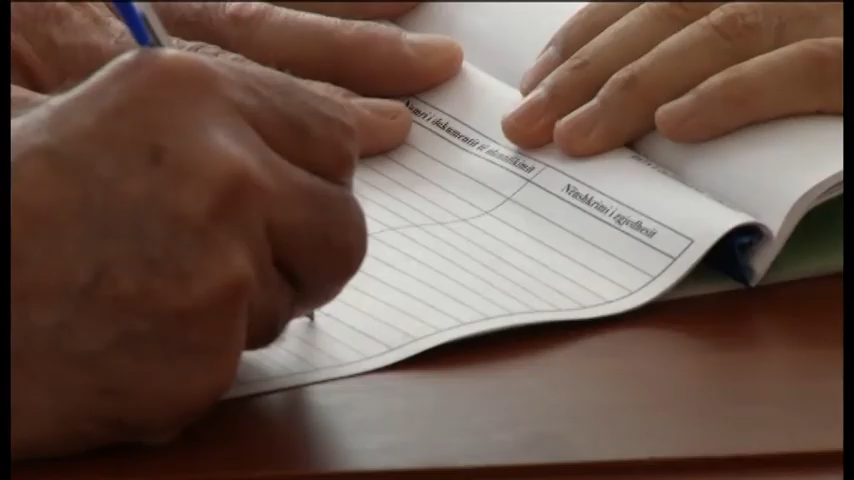 Numri i dokumentit të identifikimit
Nënshkrimi i zgjedhësit